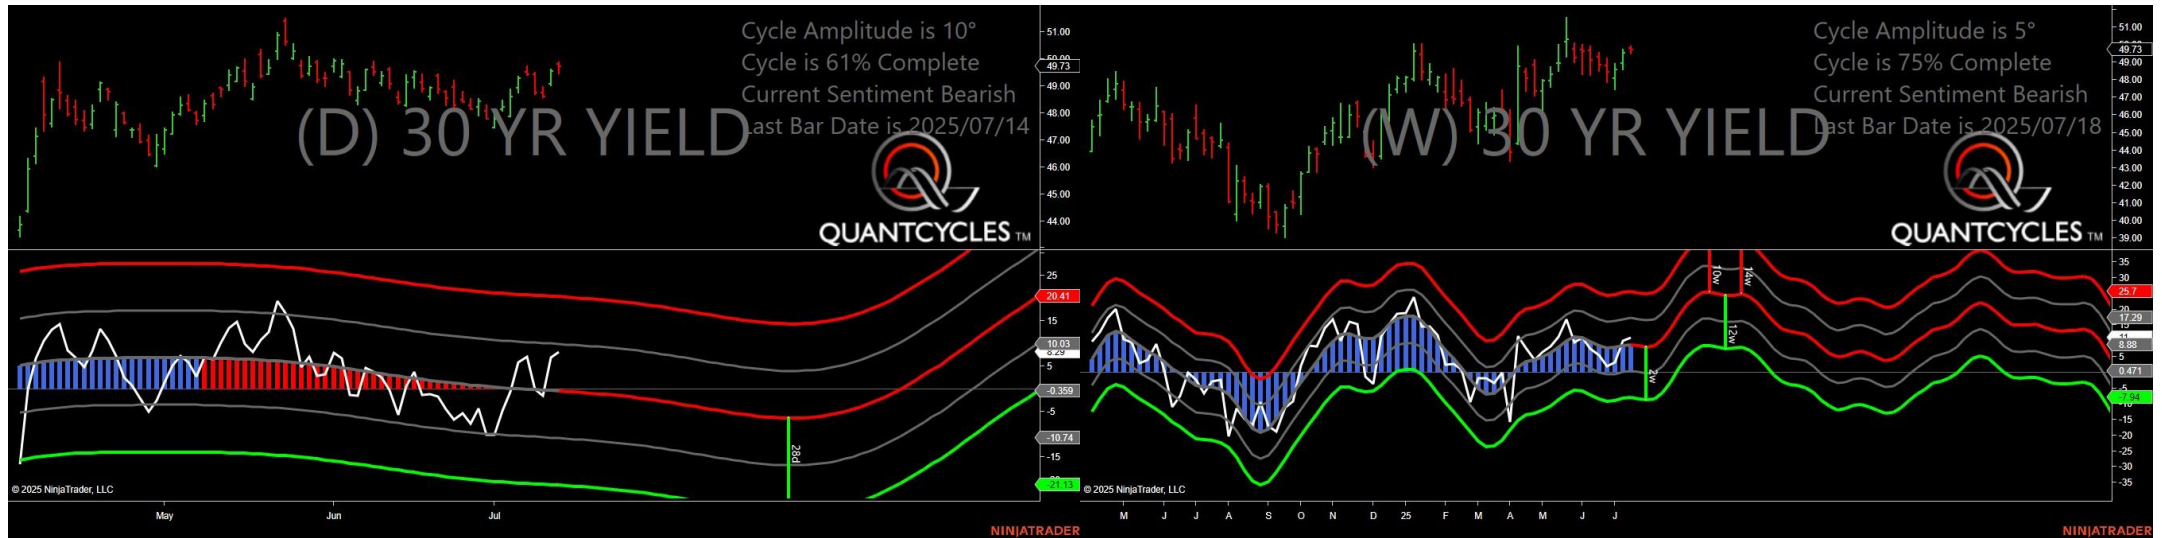 Cycle Amplitude is 10°
Cycle is 61% Complete
Current Sentiment Bearish
Last Bar Date is 2025/07/14
(D) 30 YR YIELD
QUANTCYCLES TM
51.00
49.73
49.00
48.00
47.00
46.00
45.00
44.00
25
20.41
15
10.03
8.29
5
-0.359
-5
-10.74
-15
-21.13
28d
© 2025 NinjaTrader, LLC
May
Jun
Jul
NINJATRADER
Cycle Amplitude is 5°
Cycle is 75% Complete
Current Sentiment Bearish
Last Bar Date is 2025/07/18
(W) 30 YR YIELD
QUANTCYCLES TM
51.00
49.73
49.00
48.00
47.00
46.00
45.00
44.00
43.00
42.00
41.00
40.00
39.00
10w
14w
12w
2w
35
30
25.7
20
17.29
15
8.88
5
0.471
-5
-7.94
-15
-20
-25
-30
-35
© 2025 NinjaTrader, LLC
M J J A S O N D 25 F M A M J J
NINJATRADER